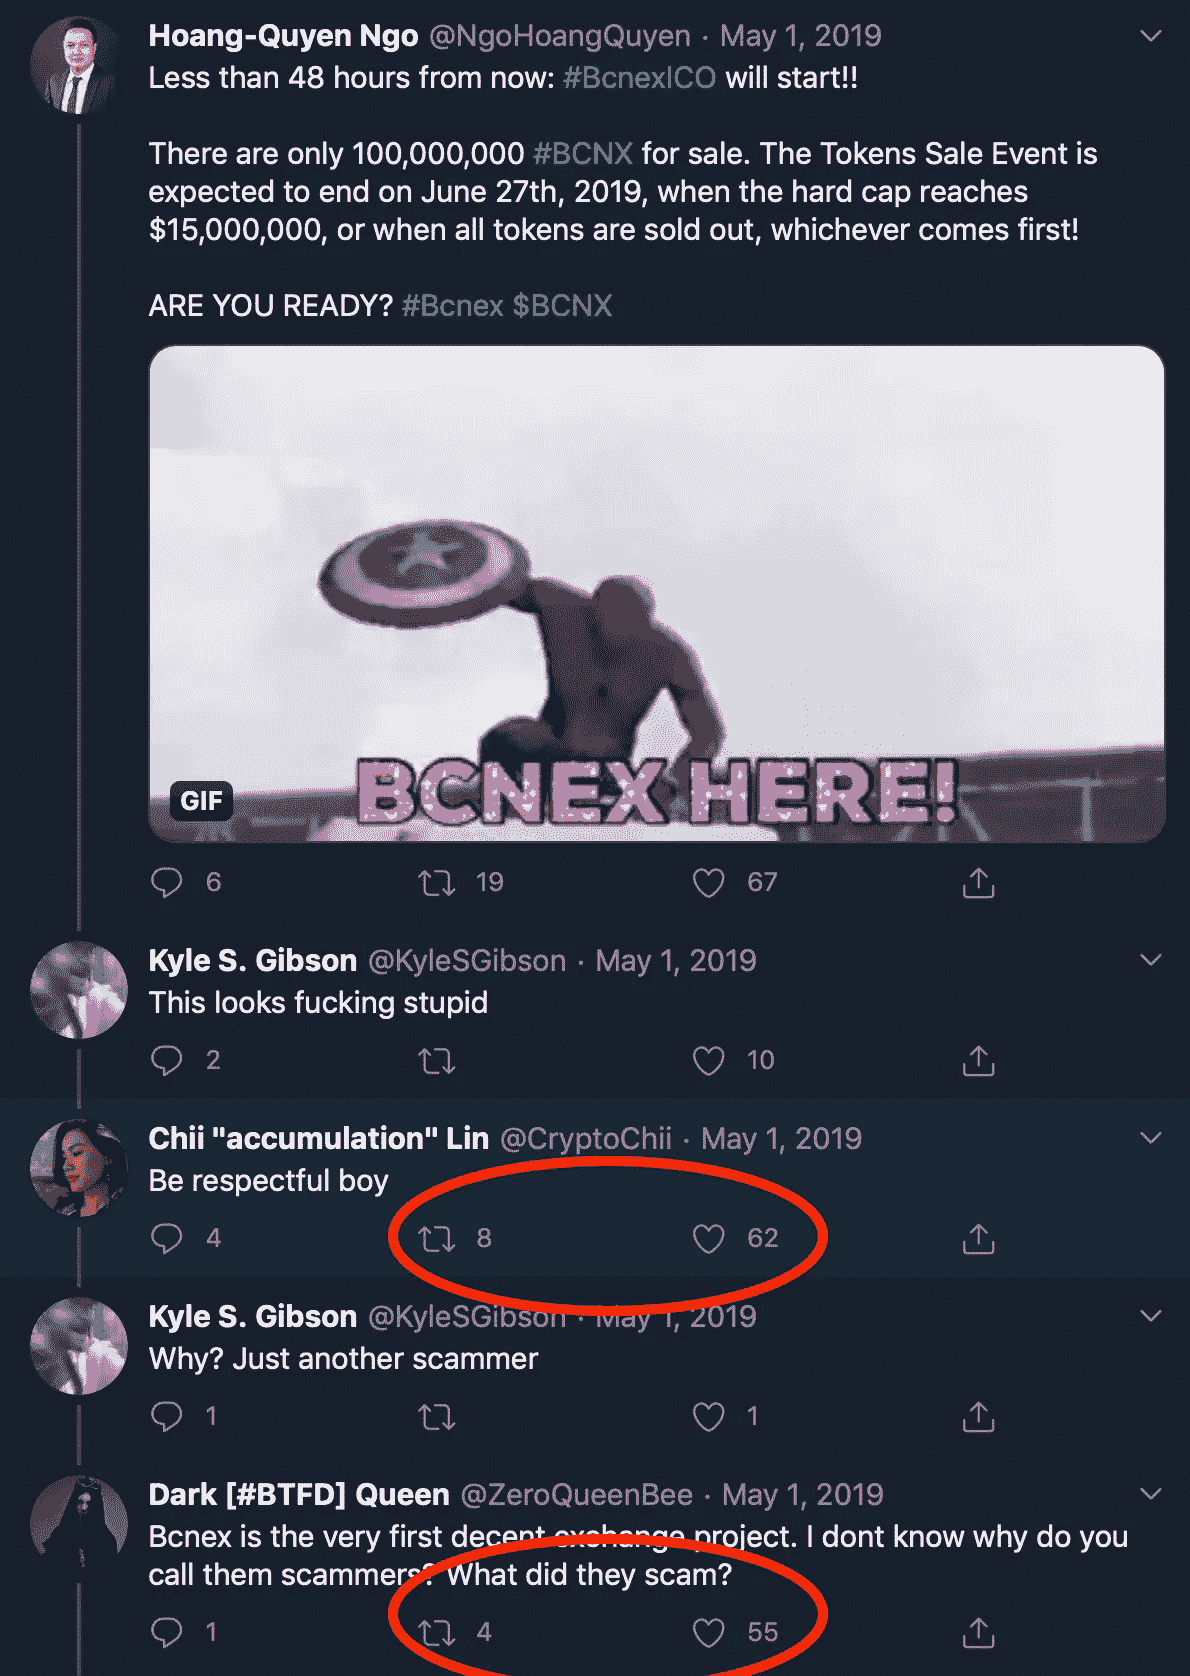 Hoang-Quyen Ngo @NgoHoangQuyen · May 1, 2019
Less than 48 hours from now: #BcnexICO will start!!
There are only 100,000,000 #BCNX for sale. The Tokens Sale Event is
expected to end on June 27th, 2019, when the hard cap reaches
$15,000,000, or when all tokens are sold out, whichever comes first!
ARE YOU READY? #Bcnex $BCNX
BCNEX HERE!
GIF
6 19 67
Kyle S. Gibson @KyleSGibson · May 1, 2019
This looks fucking stupid
2 10
Chii "accumulation" Lin @CryptoChii · May 1, 2019
Be respectful boy
4 8 62
Kyle S. Gibson @KyleSGibson · May 1, 2019
Why? Just another scammer
1 1
Dark [#BTFD] Queen @ZeroQueenBee · May 1, 2019
Bcnex is the very first decent exchange project. I dont know why do you
call them scammers? What did they scam?
1 4 55